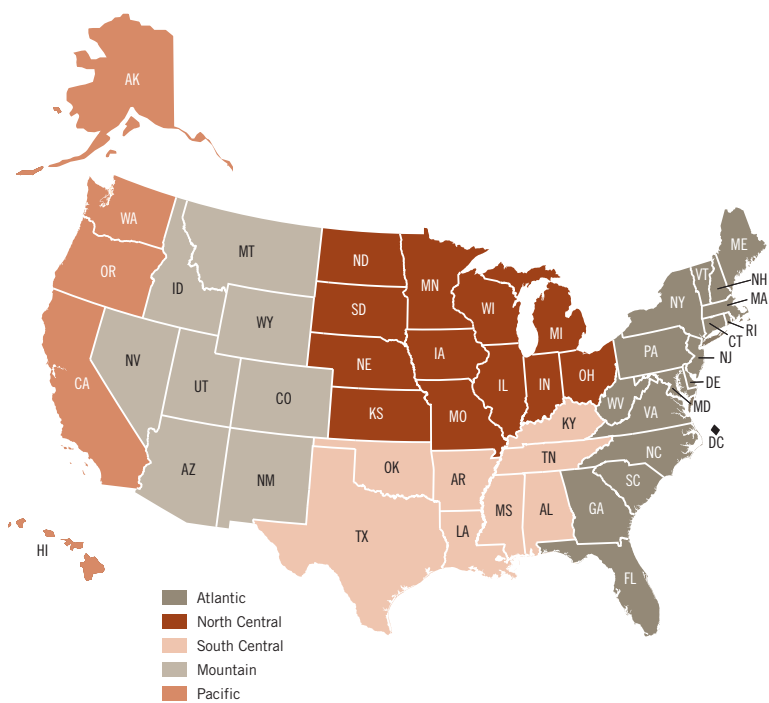 AK
WA
OR
CA
HI
MT
ID
WY
NV
UT
CO
AZ
NM
ND
SD
NE
KS
MN
IA
MO
WI
IL
MI
IN
OH
KY
TN
OK
AR
TX
LA
MS
AL
ME
VT
NH
MA
NY
RI
CT
PA
NJ
DE
MD
WV
VA
DC
NC
SC
GA
FL
Atlantic
North Central
South Central
Mountain
Pacific